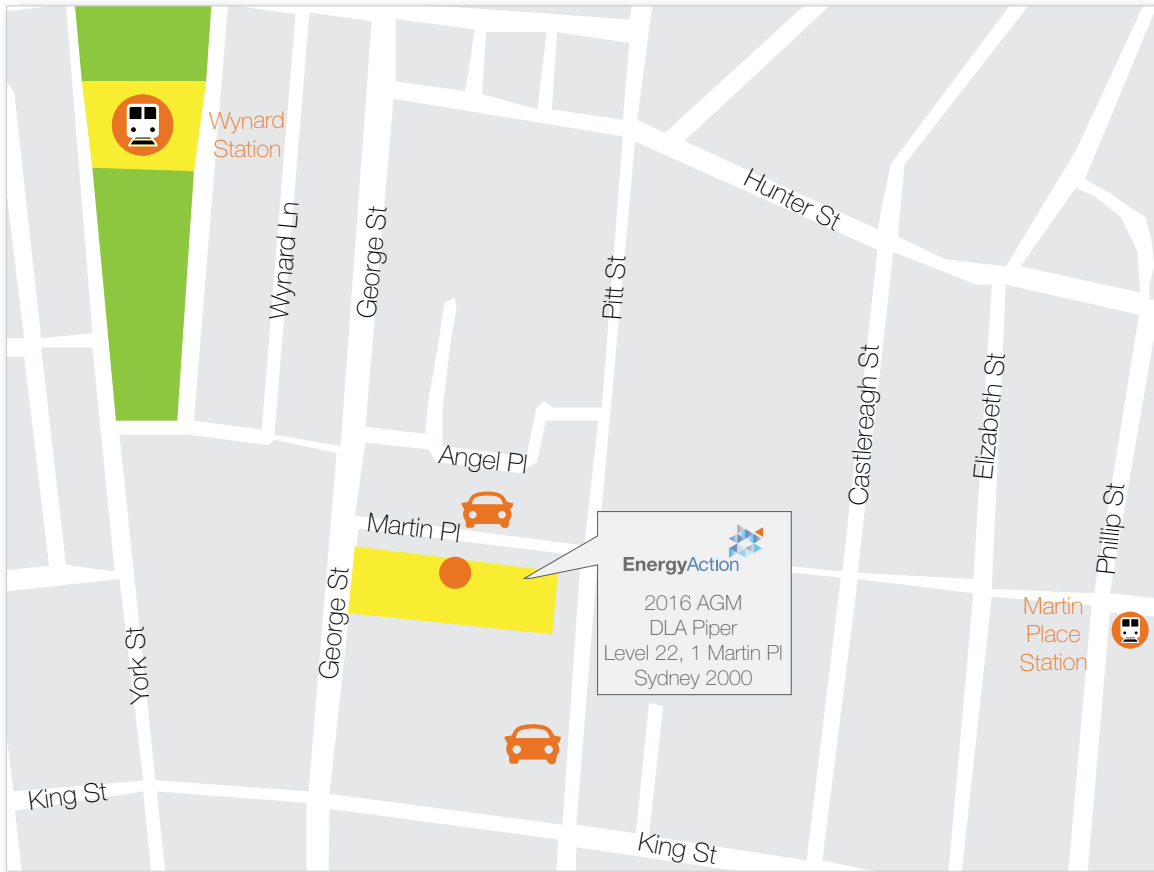 Wynard
Station
Wynard Ln
George St
Hunter St
Pitt St
Castlereagh St
Elizabeth St
Phillip St
Angel Pl
Martin Pl
EnergyAction
2016 AGM
DLA Piper
Level 22, 1 Martin Pl
Sydney 2000
Martin
Place
Station
George St
York St
King St
King St